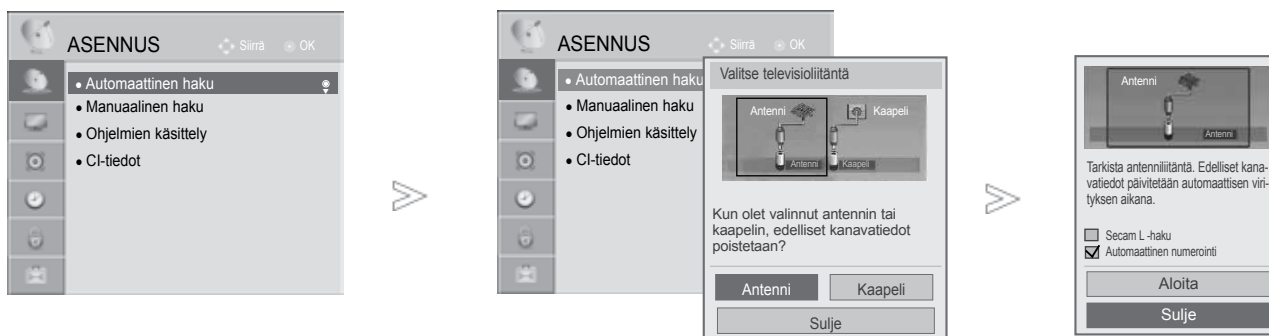 ASENNUS
Siirrä OK
• Automaattinen haku
• Manuaalinen haku
• Ohjelmien käsittely
• CI-tiedot
ASENNUS
Siirrä OK
• Automaattinen haku
• Manuaalinen haku
• Ohjelmien käsittely
• CI-tiedot
Valitse televisioliitäntä
Antenni Kaapeli
Antenni Kaapeli
Kun olet valinnut antennin tai
kaapelin, edelliset kanavatiedot
poistetaan?
Antenni Kaapeli
Sulje
Antenni
Antenni
Tarkista antenniliitäntä. Edelliset kana-
vatiedot päivitetään automaattisen viri-
tyksen aikana.
Secam L -haku
Automaattinen numerointi
Aloita
Sulje